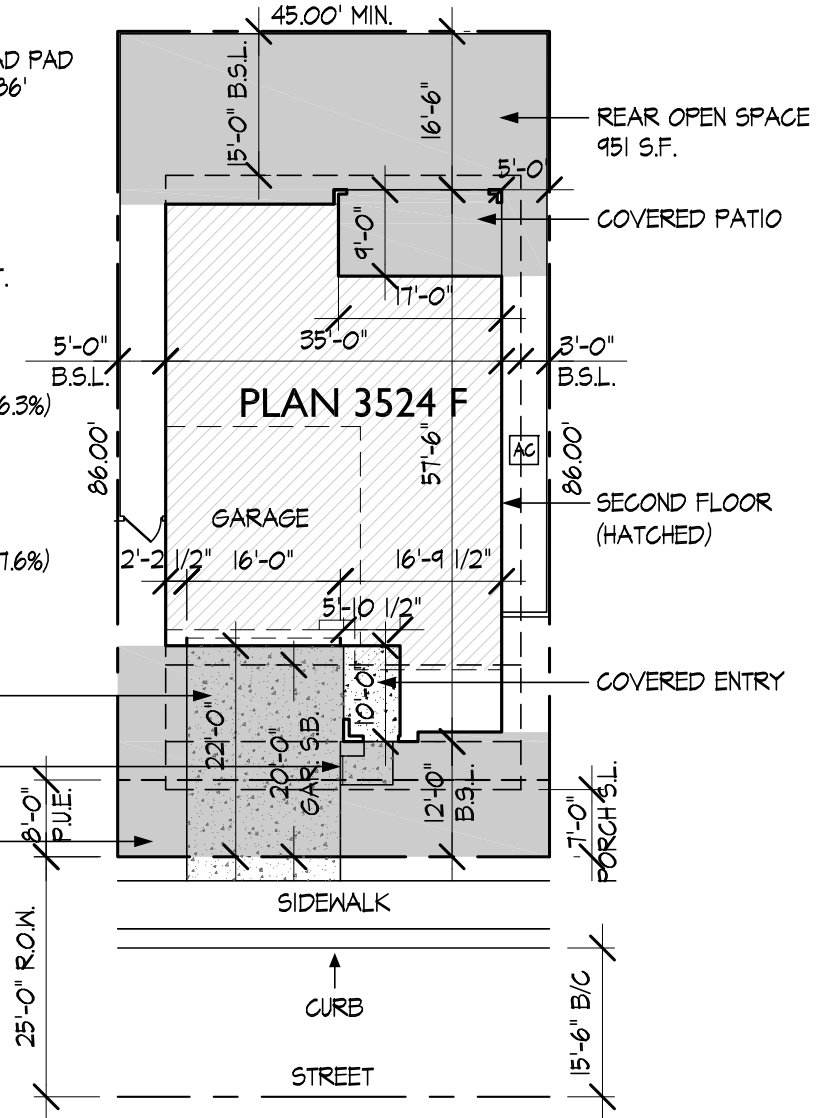 45.00' MIN.
AD PAD
36'
15'-0" B.S.L.
16'-6"
REAR OPEN SPACE
951 S.F.
5'-0"
COVERED PATIO
9'-0"
17'-0"
35'-0"
5'-0"
B.S.L.
3'-0"
B.S.L.
PLAN 3524 F
6.3%)
86.00'
57'-6"
AC
86.00'
GARAGE
SECOND FLOOR
(HATCHED)
2'-2 1/2"
16'-0"
16'-9 1/2"
7.6%)
5'-10 1/2"
COVERED ENTRY
10'-0"
22'-0"
20'-0"
GAR. S.B.
12'-0"
B.S.L.
8'-0"
P.U.E.
7'-0"
PORCH S.L.
SIDEWALK
25'-0" R.O.W.
CURB
15'-6" B/C
STREET